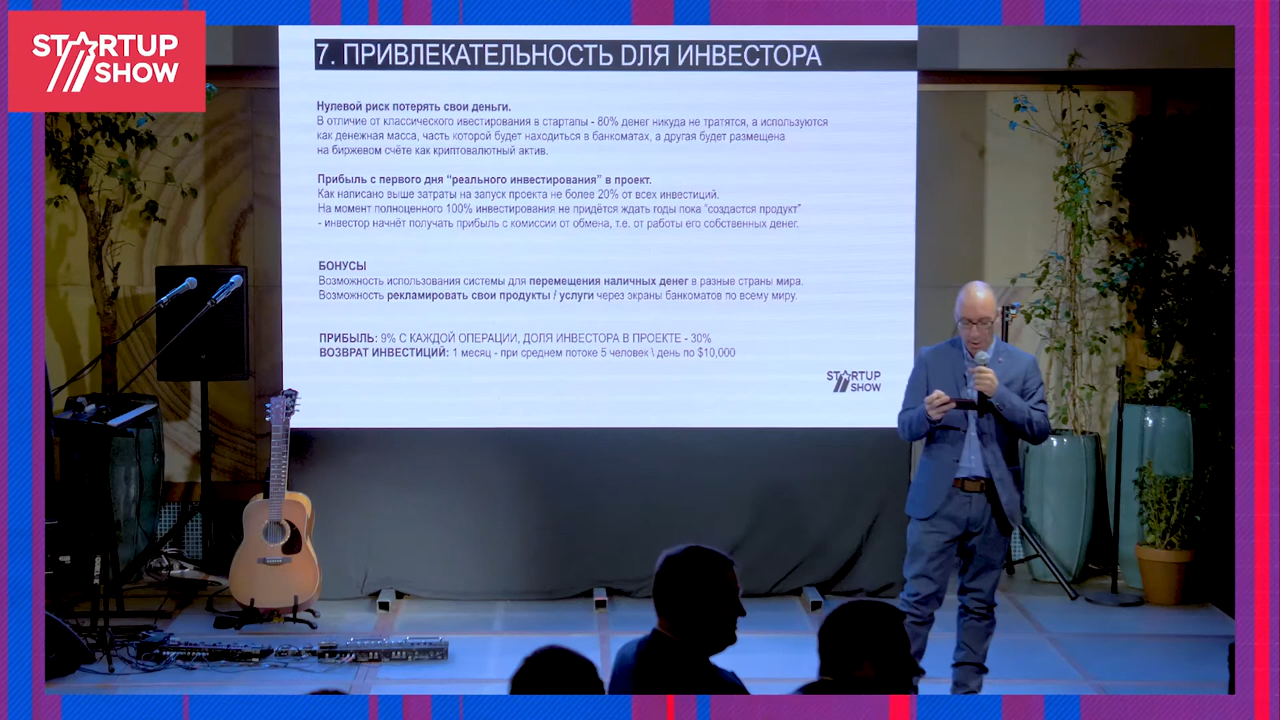 STARTUP
SHOW
7. ПРИВЛЕКАТЕЛЬНОСТЬ DЛЯ ИНВЕСТОРА
Нулевой риск потерять свои деньги.
В отличие от классического ивестирования в стартапы - 80% денег никуда не тратятся, а используются
как денежная масса, часть которой будет находиться в банкоматах, а другая будет размещена
на биржевом счёте как криптовалютный актив.
Прибыль с первого дня “реального инвестирования” в проект.
Как написано выше затраты на запуск проекта не более 20% от всех инвестиций.
На момент полноценного 100% инвестирования не придётся ждать годы пока “создастся продукт”
- инвестор начнёт получать прибыль с комиссии от обмена, т.е. от работы его собственных денег.
БОНУСЫ
Возможность использования системы для перемещения наличных денег в разные страны мира.
Возможность рекламировать свои продукты / услуги через экраны банкоматов по всему миру.
ПРИБЫЛЬ: 9% С КАЖДОЙ ОПЕРАЦИИ, ДОЛЯ ИНВЕСТОРА В ПРОЕКТЕ - 30%
ВОЗВРАТ ИНВЕСТИЦИЙ: 1 месяц - при среднем потоке 5 человек \ день по $10,000
STARTUP
SHOW